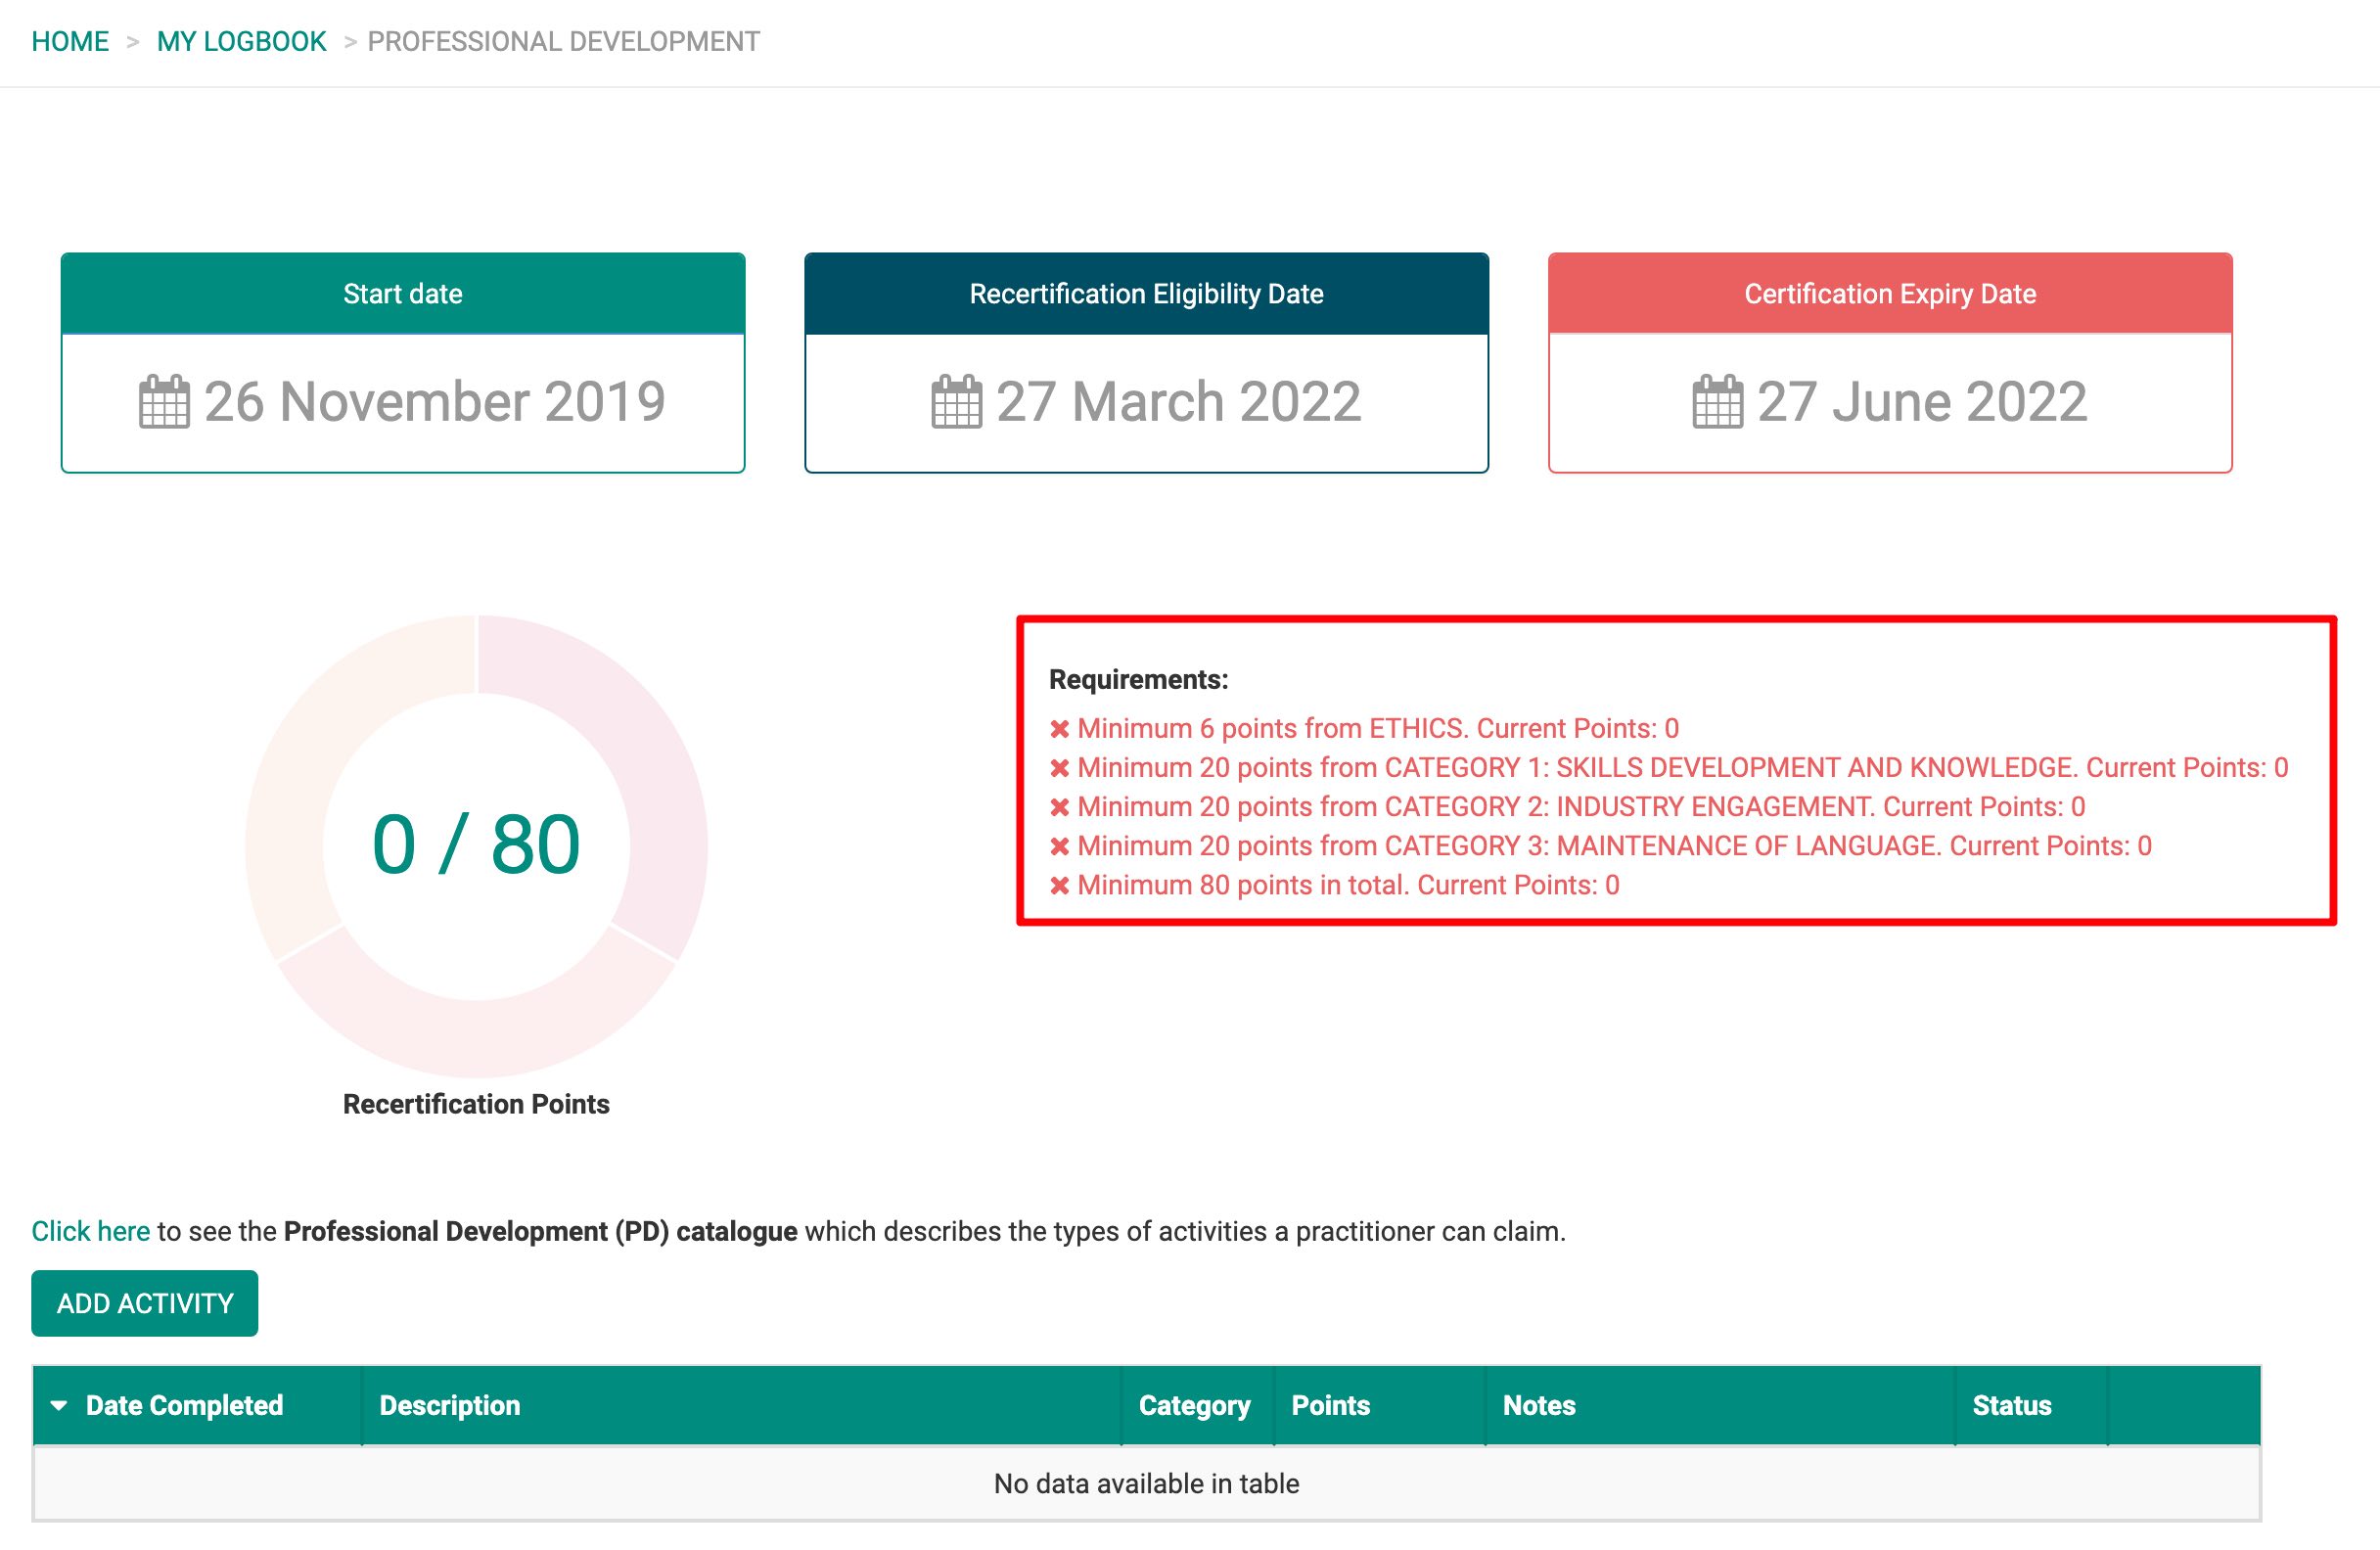 HOME > MY LOGBOOK > PROFESSIONAL DEVELOPMENT
Start date
26 November 2019
Recertification Eligibility Date
27 March 2022
Certification Expiry Date
27 June 2022
0 / 80
Recertification Points
Requirements:
Minimum 6 points from ETHICS. Current Points: 0
Minimum 20 points from CATEGORY 1: SKILLS DEVELOPMENT AND KNOWLEDGE. Current Points: 0
Minimum 20 points from CATEGORY 2: INDUSTRY ENGAGEMENT. Current Points: 0
Minimum 20 points from CATEGORY 3: MAINTENANCE OF LANGUAGE. Current Points: 0
Minimum 80 points in total. Current Points: 0
Click here to see the Professional Development (PD) catalogue which describes the types of activities a practitioner can claim.
ADD ACTIVITY
Date Completed Description Category Points Notes Status
No data available in table